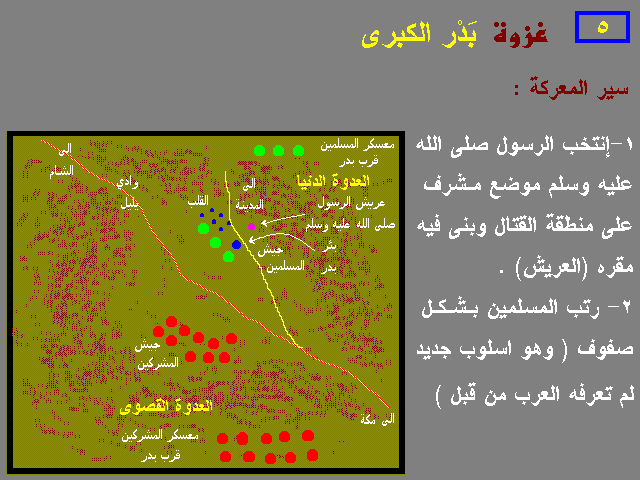 ٥
غزوة بَدْر الكبرى
سير المعركة :
١-إنتخب الرسول صلى الله
عليه وسلم موضع مشرف
على منطقة القتال وبنى فيه
مقره (العريش) .
٢- رتب المسلمين بشكل
صفوف ( وهو اسلوب جديد
لم تعرفه العرب من قبل )
معسكر المسلمين
قرب بدر
العدوة الدنيا
الى
الشام
وادي
يليل
القلب
الى
المدينة
عريش الرسول
صلى الله عليه وسلم
بئر
بدر
جيش
المسلمين
جيش
المشركين
العدوة القصوى
الى مكة
معسكر المشركين
قرب بدر